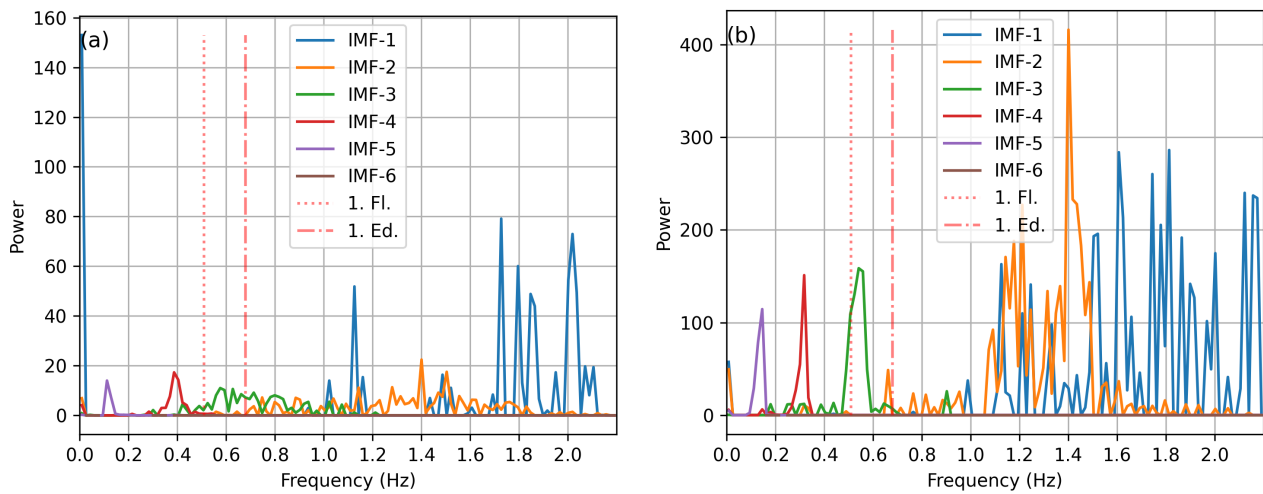 (a)
160
140
120
100
80
60
40
20
0
Power
0.0 0.2 0.4 0.6 0.8 1.0 1.2 1.4 1.6 1.8 2.0
Frequency (Hz)
IMF-1
IMF-2
IMF-3
IMF-4
IMF-5
IMF-6
1. Fl.
1. Ed.
(b)
400
300
200
100
0
Power
0.0 0.2 0.4 0.6 0.8 1.0 1.2 1.4 1.6 1.8 2.0
Frequency (Hz)
IMF-1
IMF-2
IMF-3
IMF-4
IMF-5
IMF-6
1. Fl.
1. Ed.